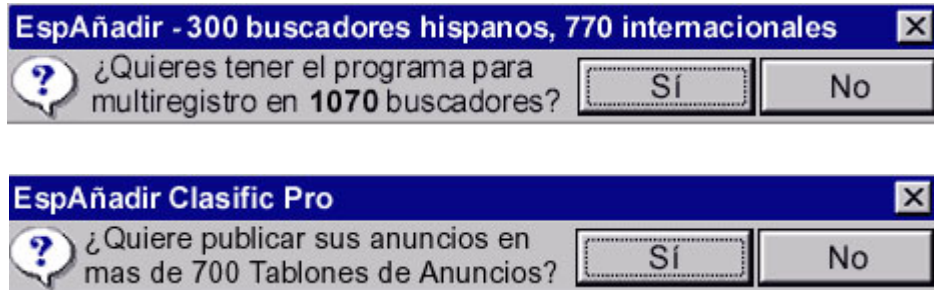 EspAñadir - 300 buscadores hispanos, 770 internacionales
¿Quieres tener el programa para
multiregistro en 1070 buscadores?
Sí
No
EspAñadir Clasific Pro
¿Quiere publicar sus anuncios en
mas de 700 Tablones de Anuncios?
Sí
No